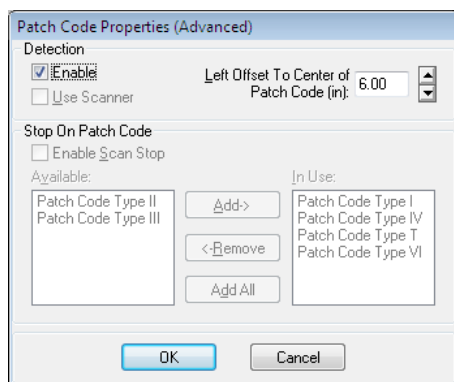 Patch Code Properties (Advanced)
Detection
Enable
Use Scanner
Left Offset To Center of
Patch Code (in):
6.00
Stop On Patch Code
Enable Scan Stop
Available:
Patch Code Type II
Patch Code Type III
Add->
<-Remove
Add All
In Use:
Patch Code Type I
Patch Code Type IV
Patch Code Type T
Patch Code Type VI
OK
Cancel